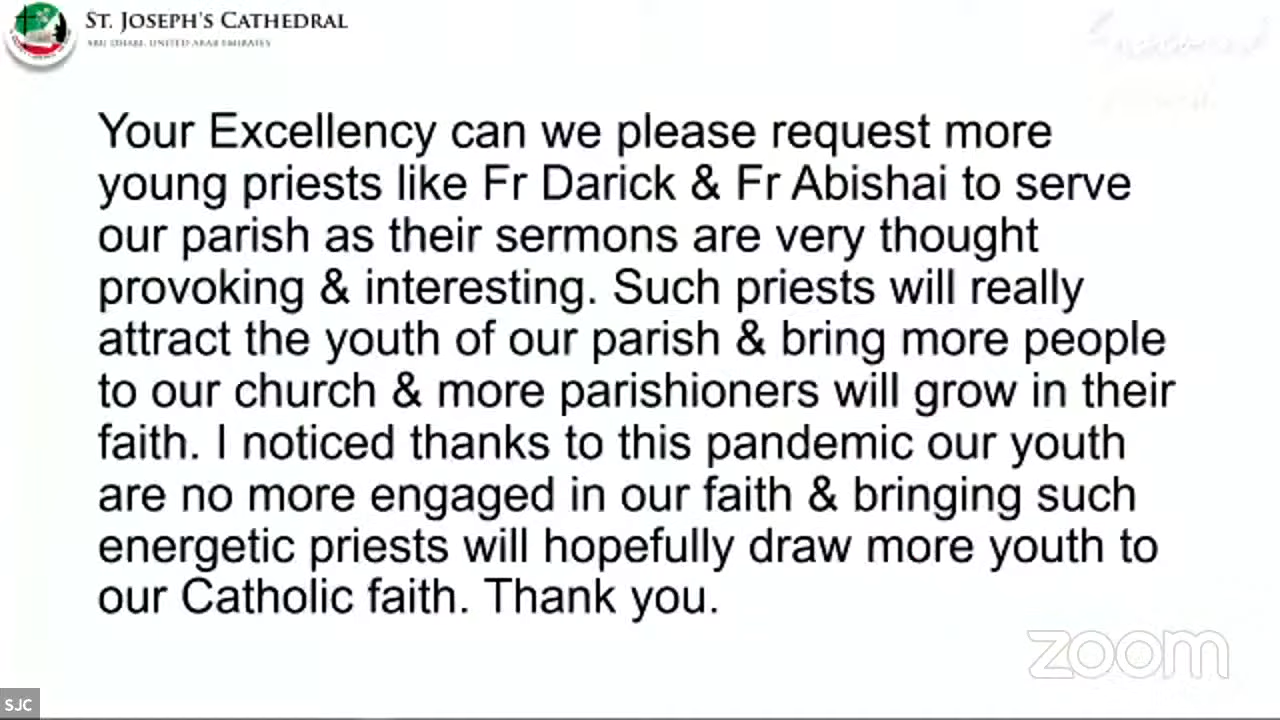 ST. JOSEPH'S CATHEDRAL
ABU DHABI, UNITED ARAB EMIRATES
Your Excellency can we please request more
young priests like Fr Darick & Fr Abishai to serve
our parish as their sermons are very thought
provoking & interesting. Such priests will really
attract the youth of our parish & bring more people
to our church & more parishioners will grow in their
faith. I noticed thanks to this pandemic our youth
are no more engaged in our faith & bringing such
energetic priests will hopefully draw more youth to
our Catholic faith. Thank you.
zoom
SJC